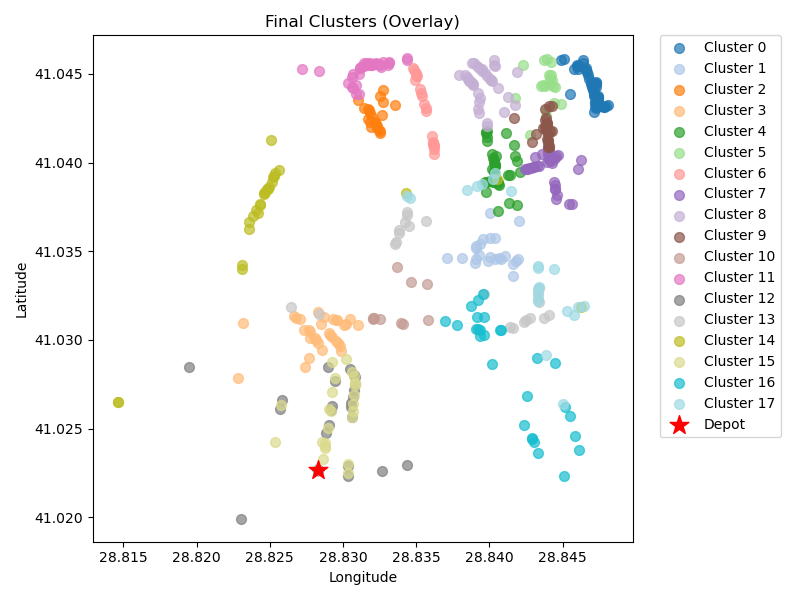 Final Clusters (Overlay)
Latitude
41.045
41.040
41.035
41.030
41.025
41.020
28.815 28.820 28.825 28.830 28.835 28.840 28.845
Longitude
Cluster 0
Cluster 1
Cluster 2
Cluster 3
Cluster 4
Cluster 5
Cluster 6
Cluster 7
Cluster 8
Cluster 9
Cluster 10
Cluster 11
Cluster 12
Cluster 13
Cluster 14
Cluster 15
Cluster 16
Cluster 17
Depot